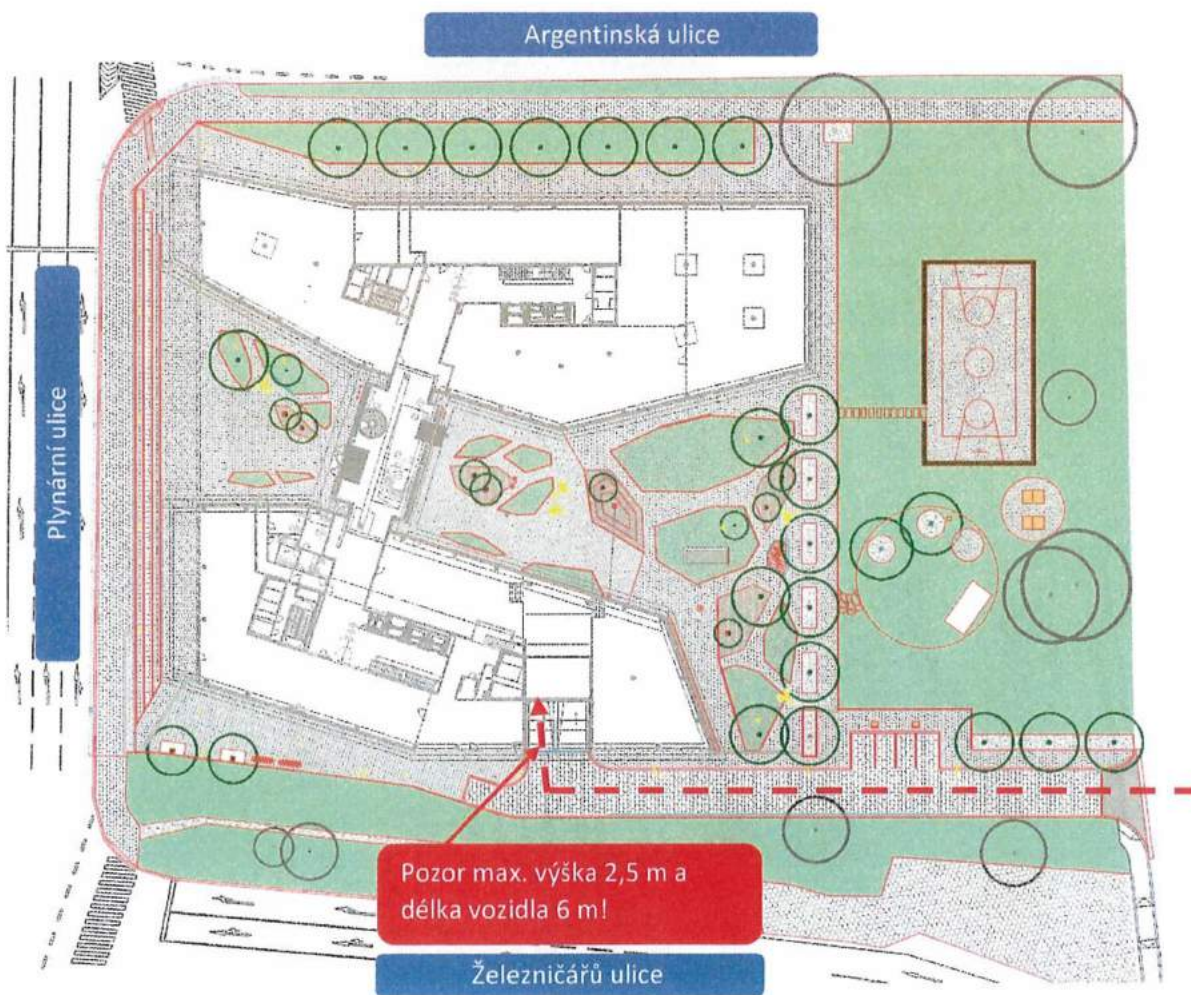 Argentinská ulice
Plynární ulice
Pozor max. výška 2,5 m a
délka vozidla 6 m!
Železničářů ulice